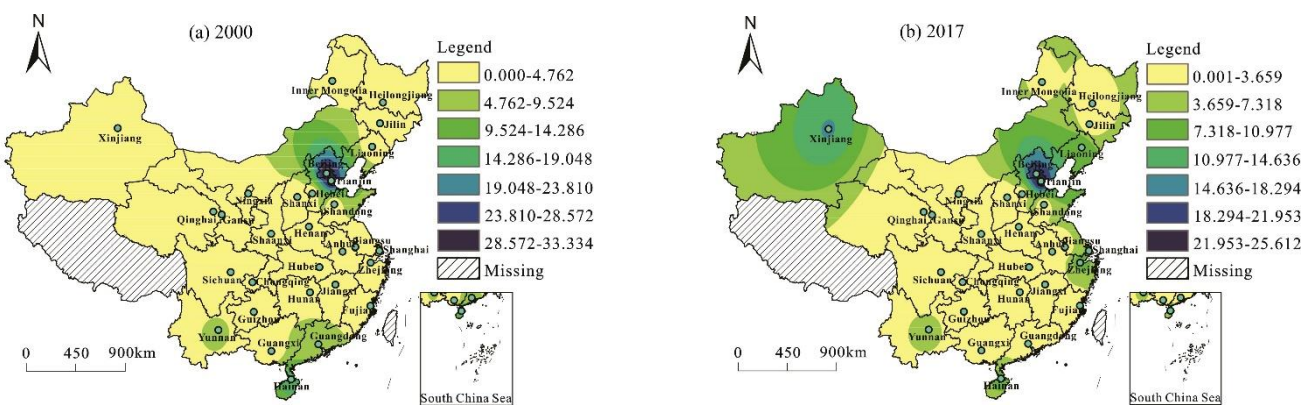 N
(a) 2000
Legend
0.000-4.762
4.762-9.524
9.524-14.286
14.286-19.048
19.048-23.810
23.810-28.572
28.572-33.334
Missing
Inner Mongolia
Heilongjiang
Jilin
Xinjiang
Liaoning
Beijing
Tianjin
Hebei
Ningxia
Shanxi
Shandong
Qinghai
Gansu
Henan
Shaanxi
Jiangsu
Anhui
Shanghai
Hubei
Zhejiang
Sichuan
Chongqing
Hunan
Jiangxi
Guizhou
Fujian
Yunnan
Guangdong
Guangxi
Hainan
0 450 900km
South China Sea
N
(b) 2017
Legend
0.001-3.659
3.659-7.318
7.318-10.977
10.977-14.636
14.636-18.294
18.294-21.953
21.953-25.612
Missing
Inner Mongolia
Heilongjiang
Jilin
Xinjiang
Liaoning
Beijing
Tianjin
Hebei
Ningxia
Shanxi
Shandong
Qinghai
Gansu
Henan
Shaanxi
Jiangsu
Anhui
Shanghai
Hubei
Zhejiang
Sichuan
Chongqing
Hunan
Jiangxi
Guizhou
Fujian
Yunnan
Guangdong
Guangxi
Hainan
0 450 900km
South China Sea